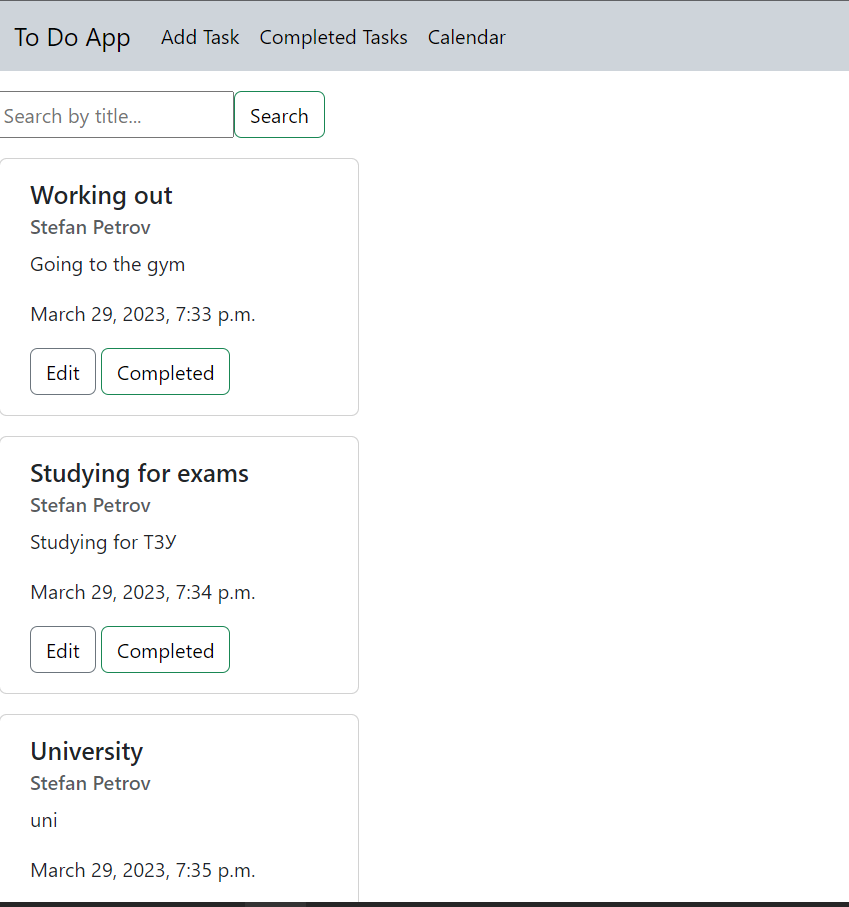 To Do App Add Task Completed Tasks Calendar
Search by title... Search
Working out
Stefan Petrov
Going to the gym
March 29, 2023, 7:33 p.m.
Edit Completed
Studying for exams
Stefan Petrov
Studying for ТЗУ
March 29, 2023, 7:34 p.m.
Edit Completed
University
Stefan Petrov
uni
March 29, 2023, 7:35 p.m.